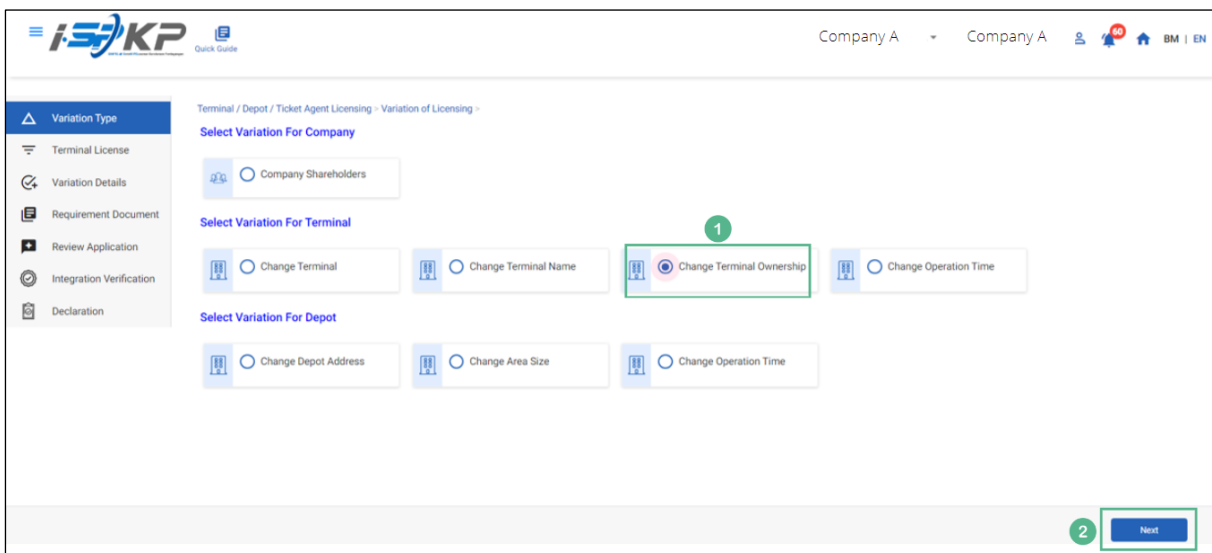 i-SPKP
Quick Guide
Company A
Company A
60
BM | EN
Variation Type
Terminal License
Variation Details
Requirement Document
Review Application
Integration Verification
Declaration
Terminal / Depot / Ticket Agent Licensing > Variation of Licensing >
Select Variation For Company
Company Shareholders
Select Variation For Terminal
1
Change Terminal
Change Terminal Name
Change Terminal Ownership
Change Operation Time
Select Variation For Depot
Change Depot Address
Change Area Size
Change Operation Time
2
Next